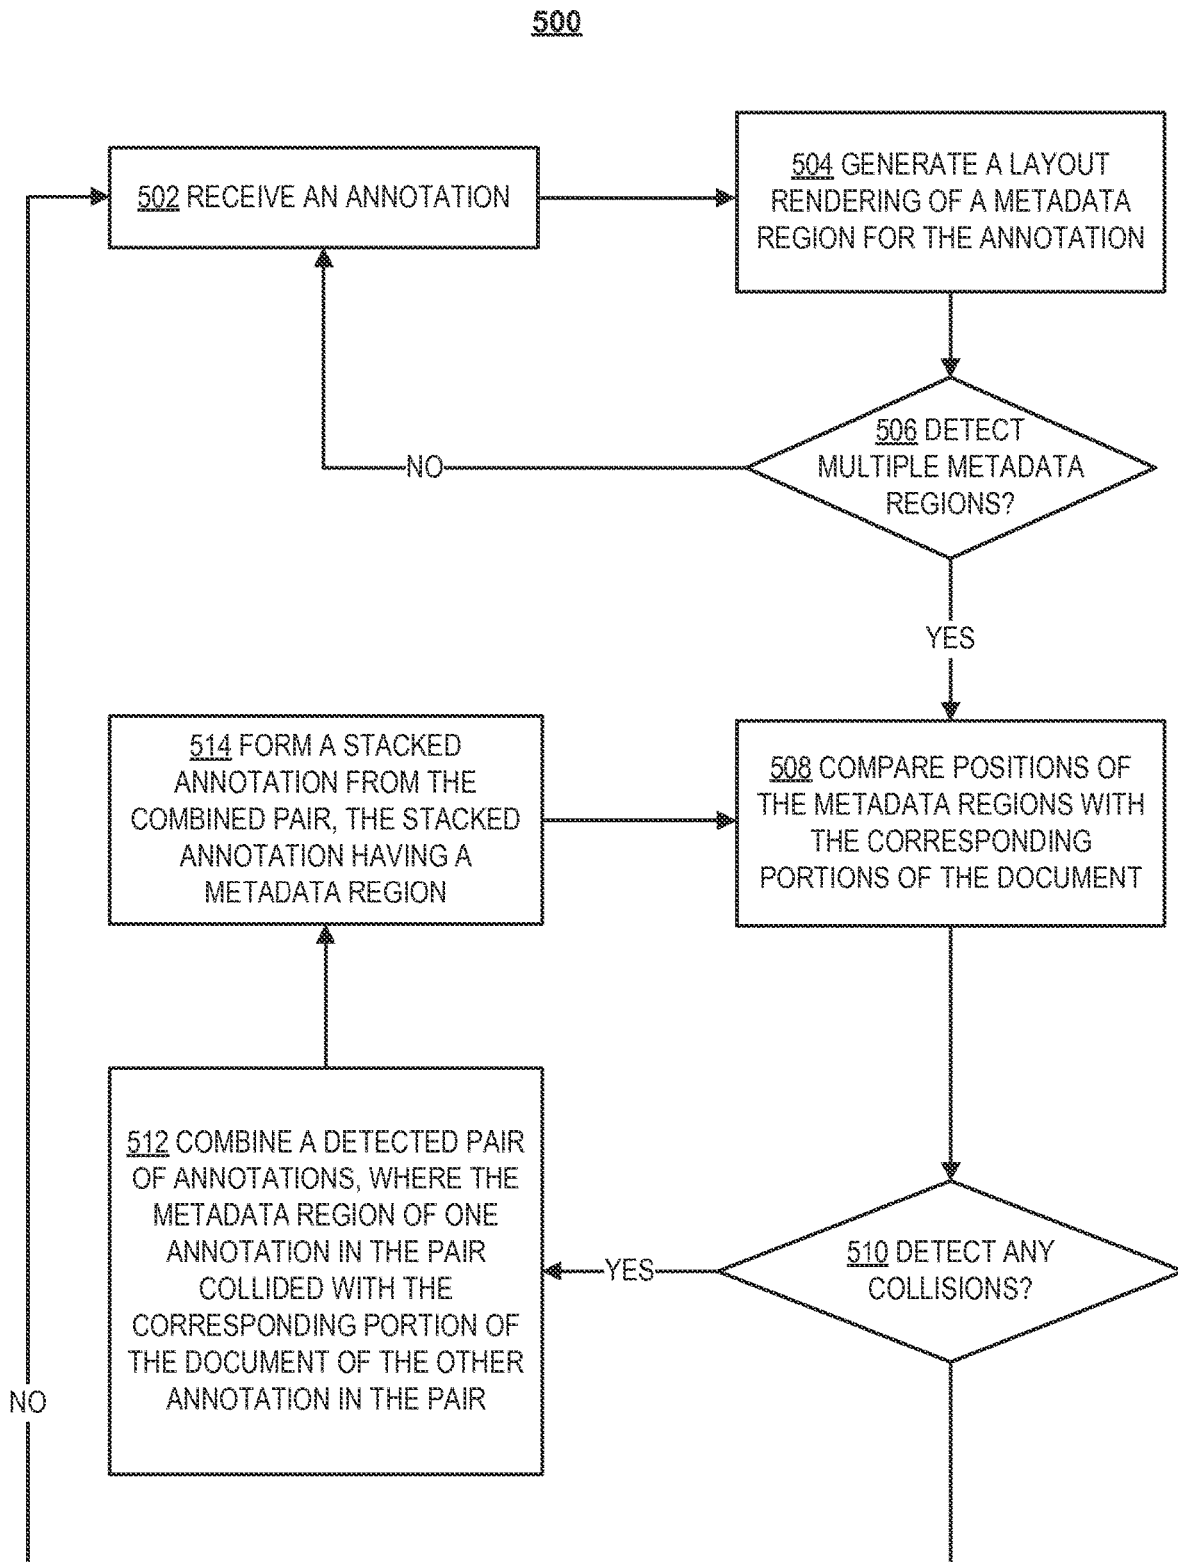 500
502 RECEIVE AN ANNOTATION
504 GENERATE A LAYOUT
RENDERING OF A METADATA
REGION FOR THE ANNOTATION
506 DETECT
MULTIPLE METADATA
REGIONS?
NO
YES
514 FORM A STACKED
ANNOTATION FROM THE
COMBINED PAIR, THE STACKED
ANNOTATION HAVING A
METADATA REGION
508 COMPARE POSITIONS OF
THE METADATA REGIONS WITH
THE CORRESPONDING
PORTIONS OF THE DOCUMENT
512 COMBINE A DETECTED PAIR
OF ANNOTATIONS, WHERE THE
METADATA REGION OF ONE
ANNOTATION IN THE PAIR
COLLIDED WITH THE
CORRESPONDING PORTION OF
THE DOCUMENT OF THE OTHER
ANNOTATION IN THE PAIR
YES
510 DETECT ANY
COLLISIONS?
NO